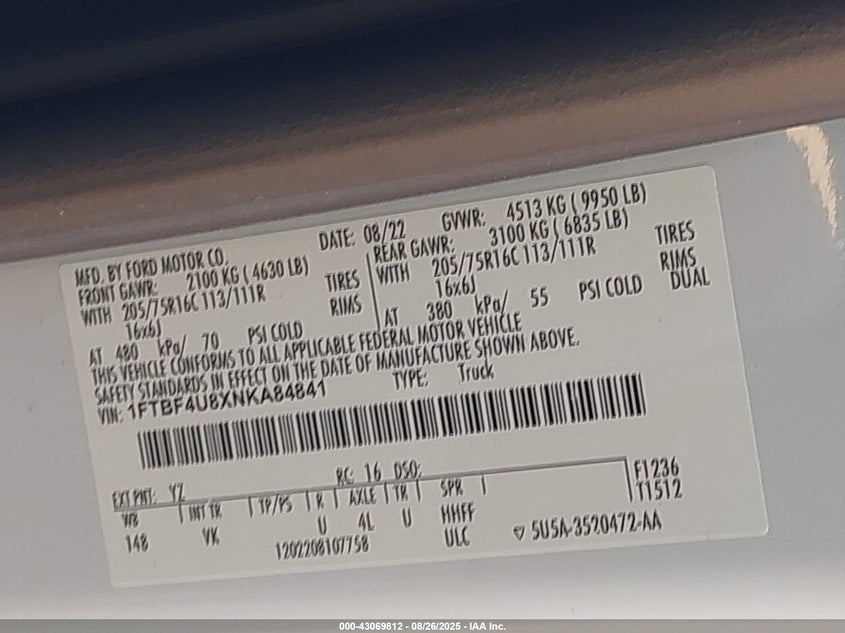 MFD. BY FORD MOTOR CO. DATE: 08/22 GVWR: 4513 KG ( 9950 LB)
FRONT GAWR: 2100 KG ( 4630 LB) REAR GAWR: 3100 KG ( 6835 LB)
WITH 205/75R16C 113/111R TIRES WITH 205/75R16C 113/111R TIRES
16x6J RIMS 16x6J RIMS
AT 480 kPa/ 70 PSI COLD AT 380 kPa/ 55 PSI COLD DUAL
THIS VEHICLE CONFORMS TO ALL APPLICABLE FEDERAL MOTOR VEHICLE
SAFETY STANDARDS IN EFFECT ON THE DATE OF MANUFACTURE SHOWN ABOVE.
VIN: 1FTBF4U8XNKA84841 TYPE: Truck
EXT PNT: YZ RC: 16 DSO: F1236
WB INT TR TP/PS R AXLE TR SPR T1512
148 VK U 4L U HHFF
1202208107758 ULC 5U5A-3520472-AA
000-43069812 - 08/26/2025 - IAA Inc.